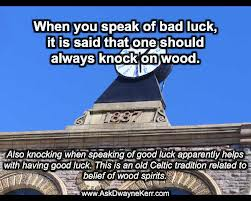 When you speak of bad luck,
it is said that one should
always knock on wood.
1887
Also knocking when speaking of good luck apparently helps
with having good luck. This is an old Celtic tradition related to
belief of wood spirits.
www.AskDwayneKerr.com